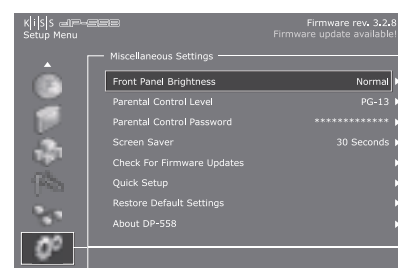 KiSS DP-558
Setup Menu
Firmware rev. 3.2.8
Firmware update available!
Miscellaneous Settings
Front Panel Brightness Normal
Parental Control Level PG-13
Parental Control Password *************
Screen Saver 30 Seconds
Check For Firmware Updates
Quick Setup
Restore Default Settings
About DP-558